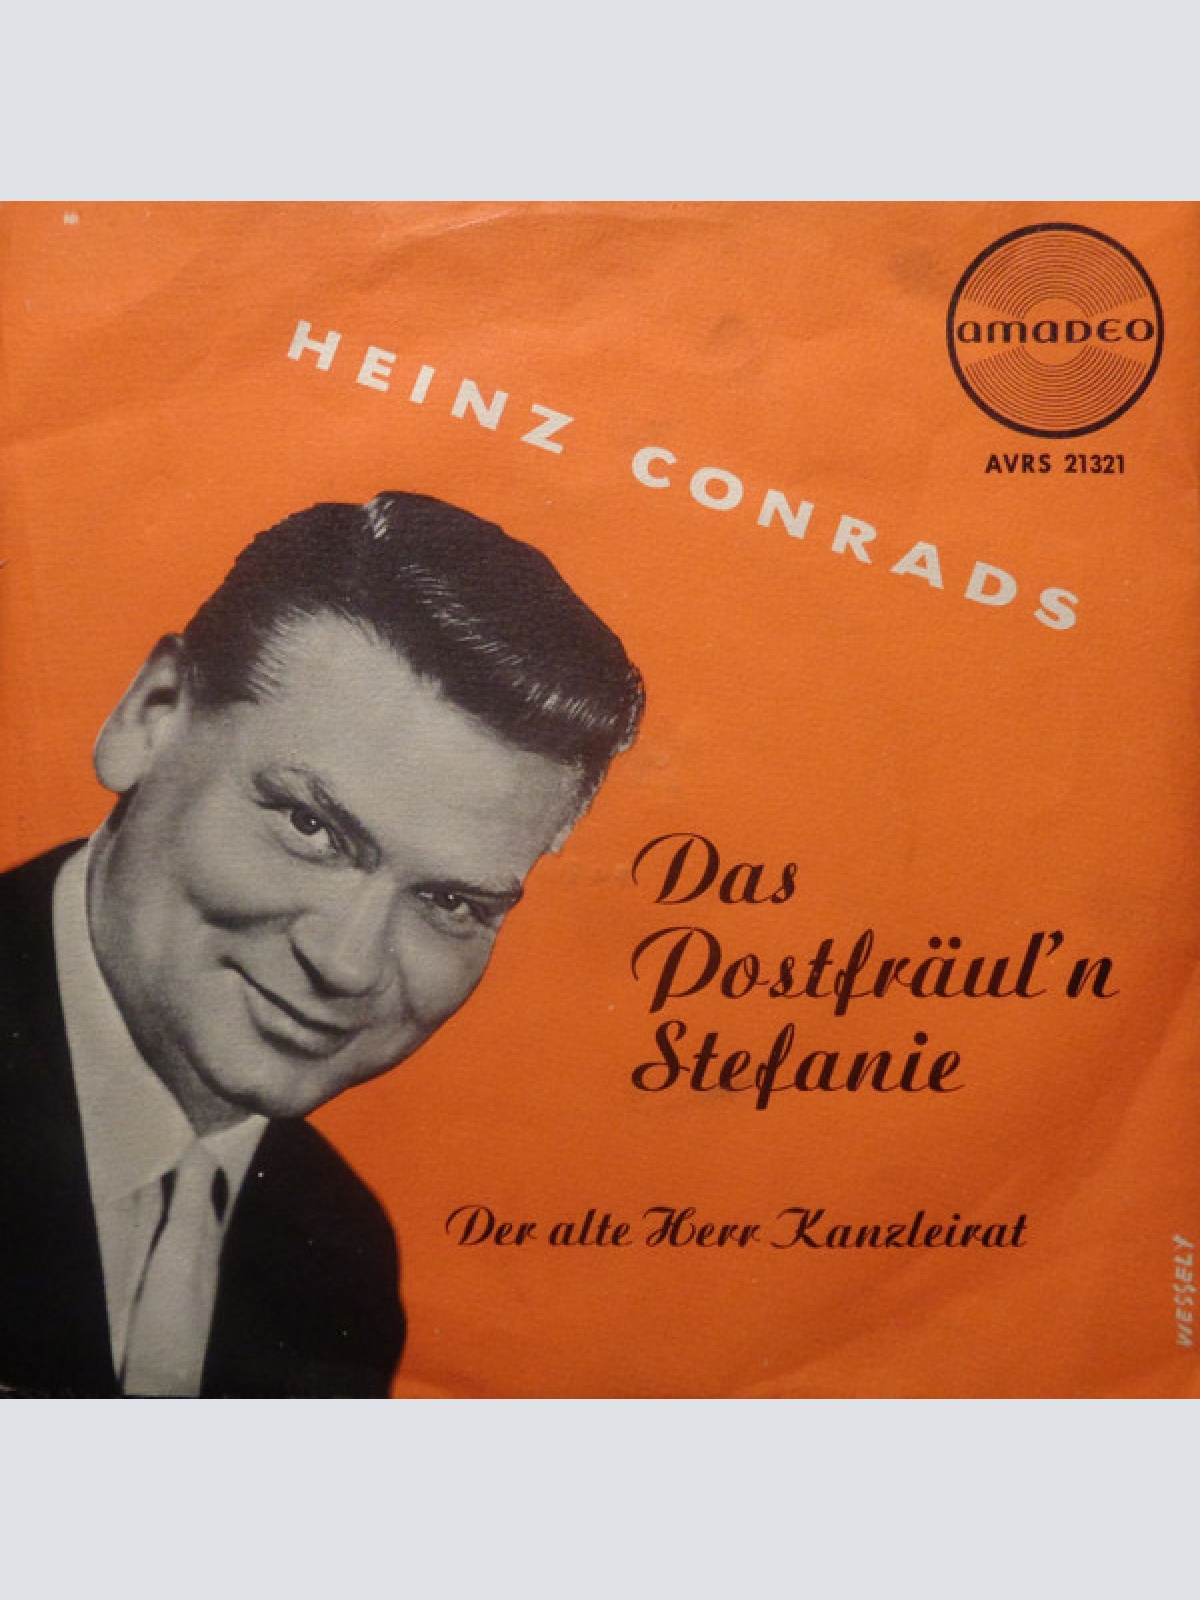 HEINZ CONRADS
amadeo
AVRS 21321
Das
Postfräul'n
Stefanie
Der alte Herr Kanzleirat
WESSELY